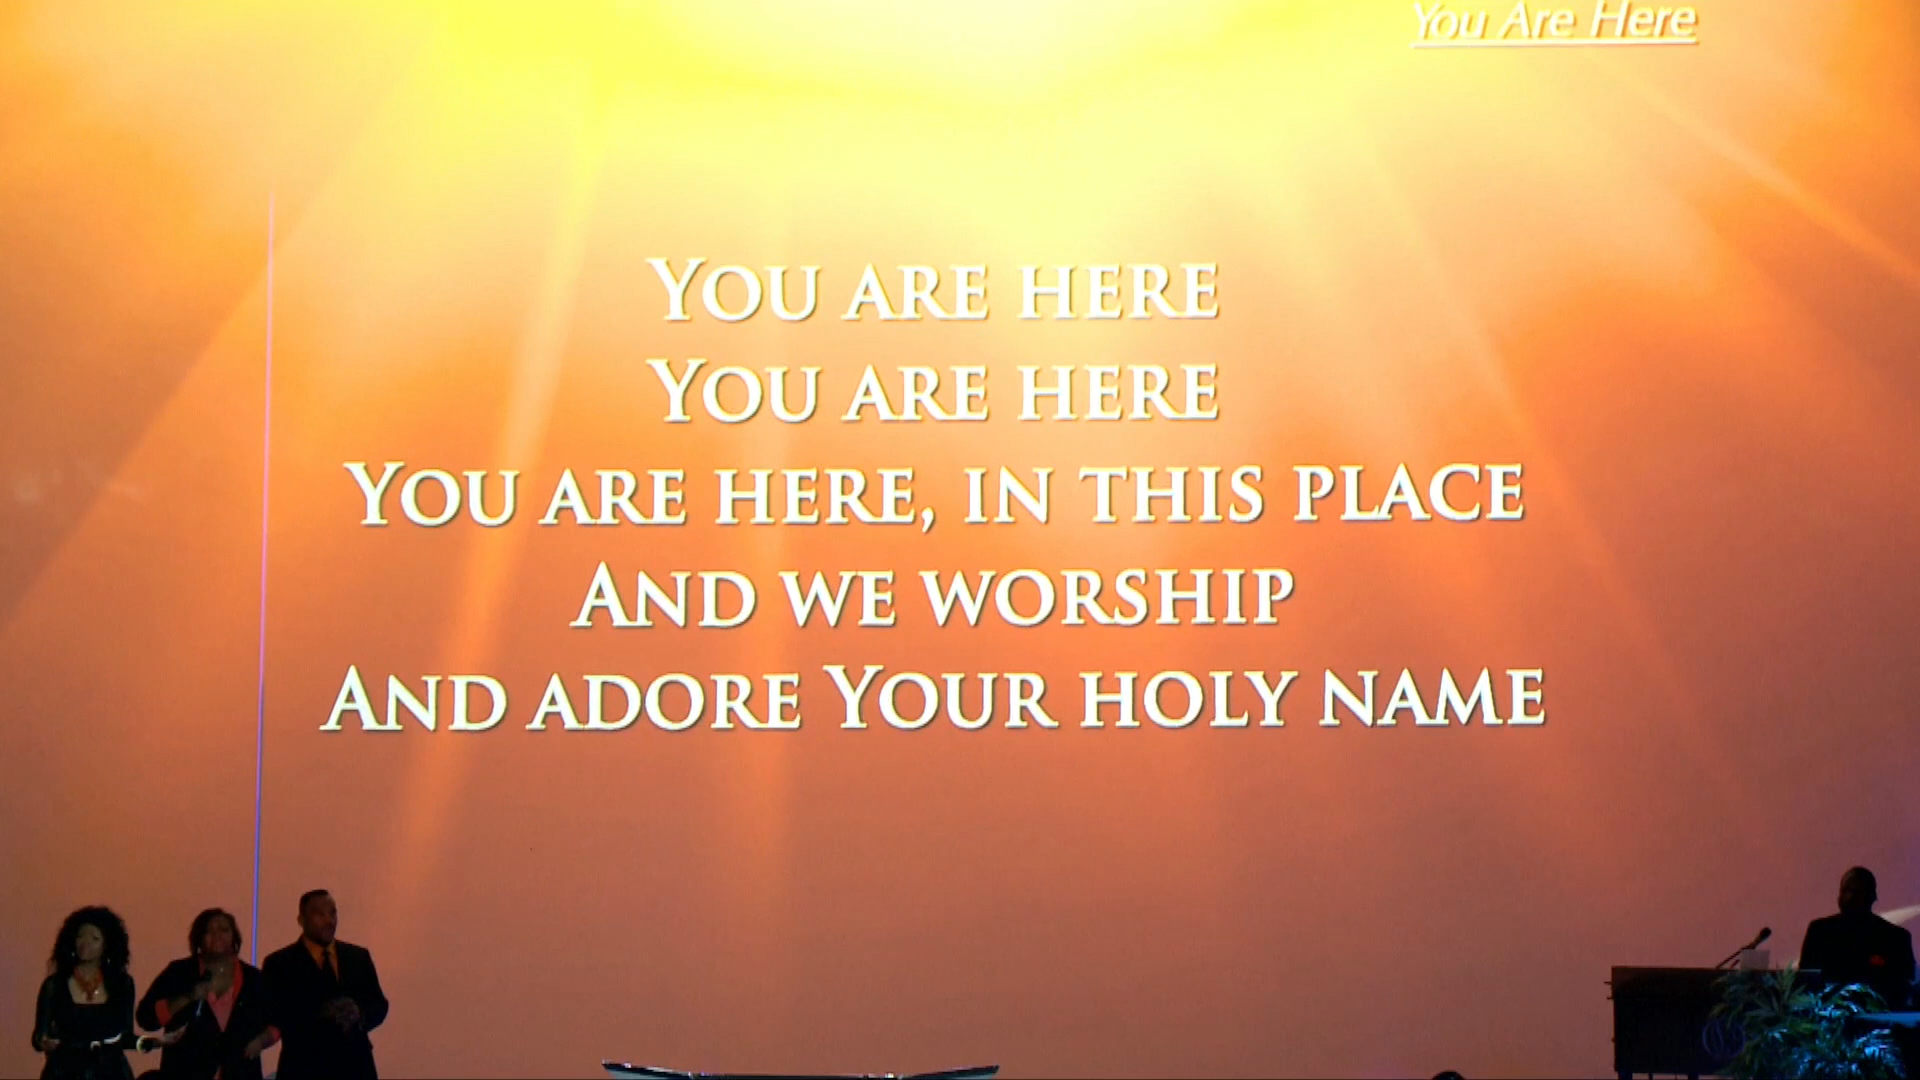 You Are Here
You are here
You are here
You are here, in this place
And we worship
And adore Your holy name